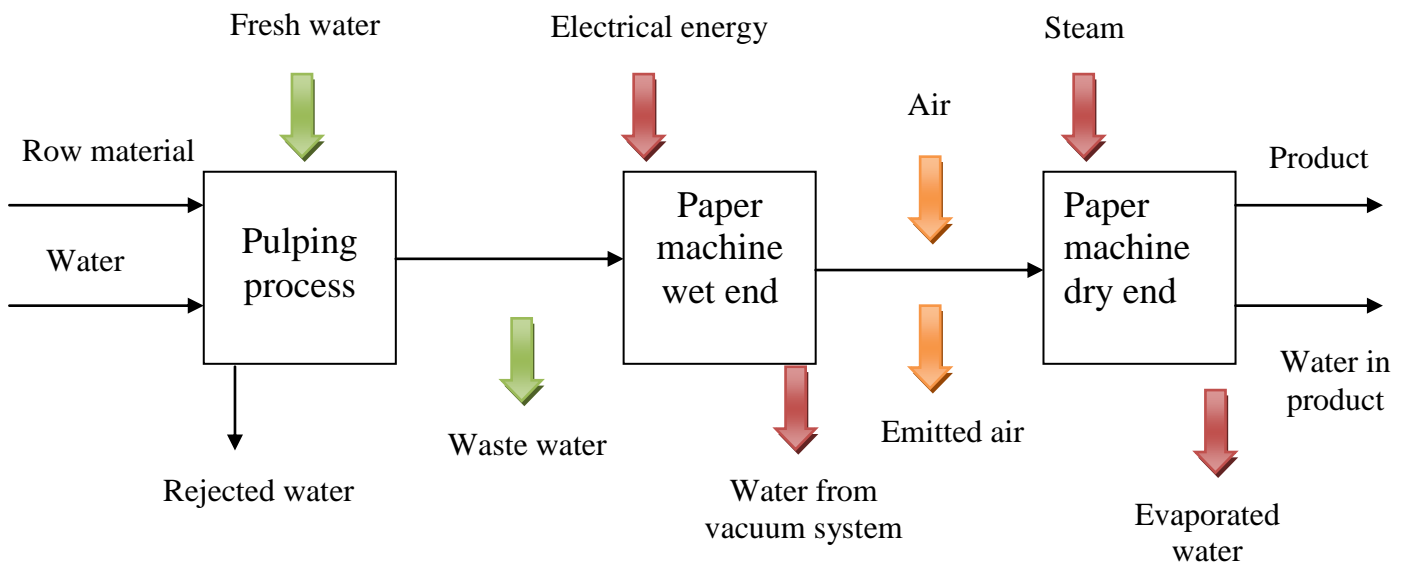 Fresh water
Electrical energy
Steam
Air
Row material
Product
Water
Pulping
process
Paper
machine
wet end
Paper
machine
dry end
Waste water
Emitted air
Water in
product
Rejected water
Water from
vacuum system
Evaporated
water